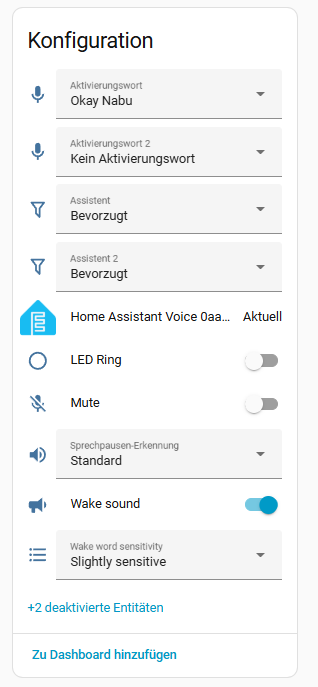 Konfiguration
Aktivierungswort
Okay Nabu
Aktivierungswort 2
Kein Aktivierungswort
Assistent
Bevorzugt
Assistent 2
Bevorzugt
Home Assistant Voice 0aa... Aktuell
LED Ring
Mute
Sprechpausen-Erkennung
Standard
Wake sound
Wake word sensitivity
Slightly sensitive
+2 deaktivierte Entitäten
Zu Dashboard hinzufügen